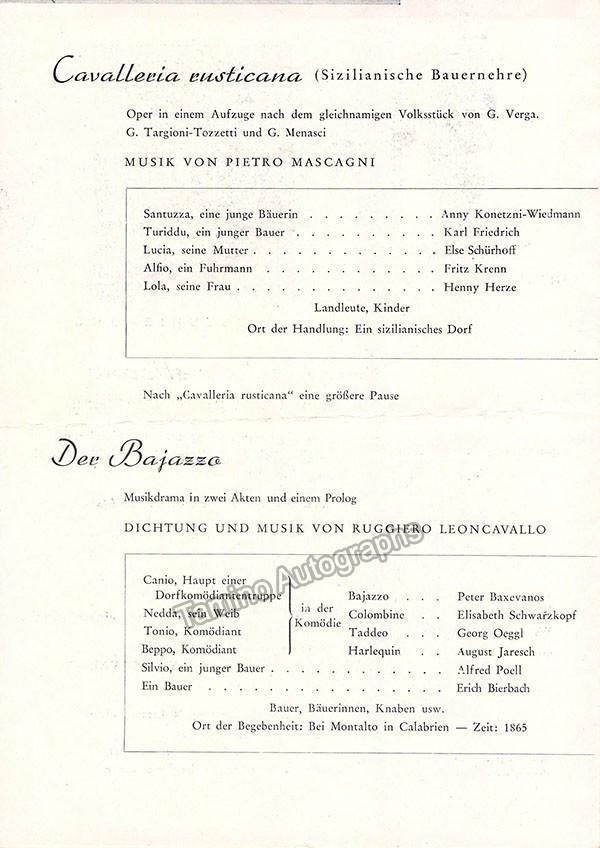 Cavalleria rusticana (Sizilianische Bauernehre)
Oper in einem Aufzuge nach dem gleichnamigen Volksstück von G. Verga.
G. Targioni-Tozzetti und G. Menasci
MUSIK VON PIETRO MASCAGNI
Santuzza, eine junge Bäuerin . . . . . . . . . Anny Konetzni-Wiedmann
Turiddu, ein junger Bauer . . . . . . . . . . Karl Friedrich
Lucia, seine Mutter . . . . . . . . . . . . Else Schürhoff
Alfio, ein Fuhrmann . . . . . . . . . . . . Fritz Krenn
Lola, seine Frau . . . . . . . . . . . . . Henny Herze
Landleute, Kinder
Ort der Handlung: Ein sizilianisches Dorf
Nach „Cavalleria rusticana“ eine größere Pause
Der Bajazzo
Musikdrama in zwei Akten und einem Prolog
DICHTUNG UND MUSIK VON RUGGIERO LEONCAVALLO
Canio, Haupt einer
Dorfkomödiantentruppe Bajazzo . . . Peter Baxevanos
Nedda, sein Weib in der Komödie Colombine . . Elisabeth Schwarzkopf
Tonio, Komödiant Taddeo . . . Georg Oeggl
Beppo, Komödiant Harlequin . . August Jaresch
Silvio, ein junger Bauer . . . . . . . . . . . Alfred Poell
Ein Bauer . . . . . . . . . . . . . . . Erich Bierbach
Bauer, Bäuerinnen, Knaben usw.
Ort der Begebenheit: Bei Montalto in Calabrien — Zeit: 1865
Tamino Autographs